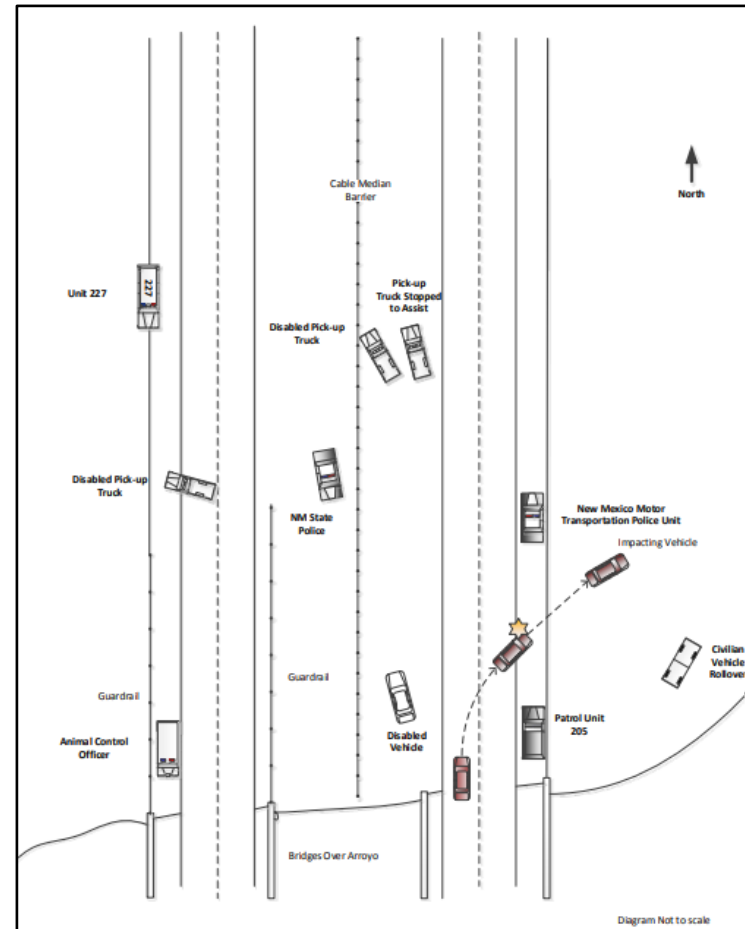 Cable Median
Barrier
North
Unit 227
227
Pick-up
Truck Stopped
to Assist
Disabled Pick-up
Truck
Disabled Pick-up
Truck
NM State
Police
New Mexico Motor
Transportation Police Unit
Impacting Vehicle
Guardrail
Guardrail
Civilian
Vehicle
Rollover
Animal Control
Officer
Disabled
Vehicle
Patrol Unit
205
Bridges Over Arroyo
Diagram Not to scale